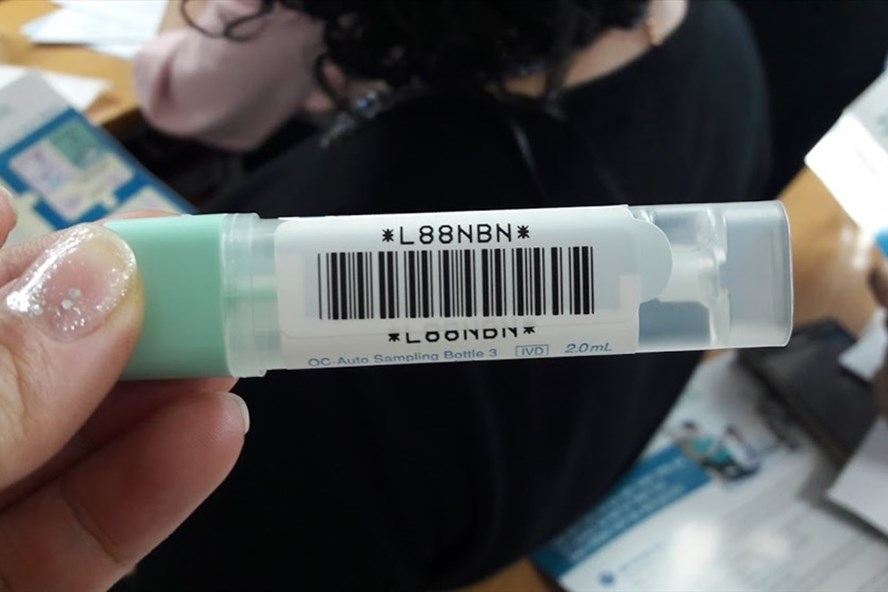 *L88NBN*
*L88NBN*
OC-Auto Sampling Bottle 3 IVD 2.0mL